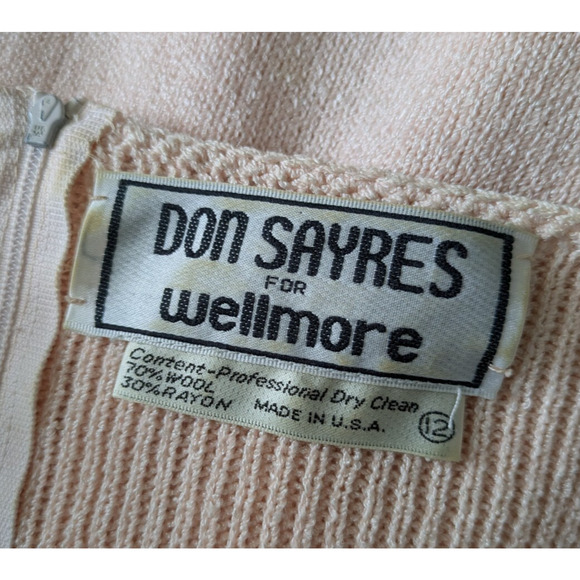 DON SAYRES
FOR
wellmore
Content-Professional Dry Clean
70% WOOL
30% RAYON MADE IN U.S.A. 12